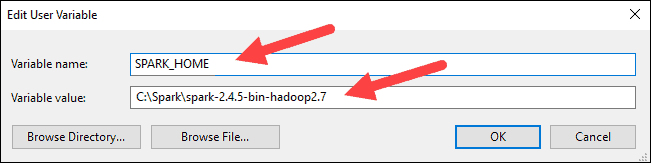 Edit User Variable
Variable name: SPARK_HOME
Variable value: C:\Spark\spark-2.4.5-bin-hadoop2.7
Browse Directory... Browse File... OK Cancel